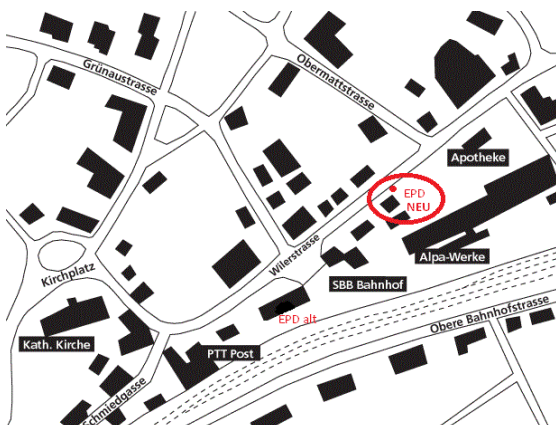 Grünaustrasse
Obermattstrasse
Apotheke
EPD
NEU
Wilerstrasse
Alpa-Werke
Kirchplatz
SBB Bahnhof
EPD alt
Obere Bahnhofstrasse
Kath. Kirche
PTT Post
Schmiedgasse